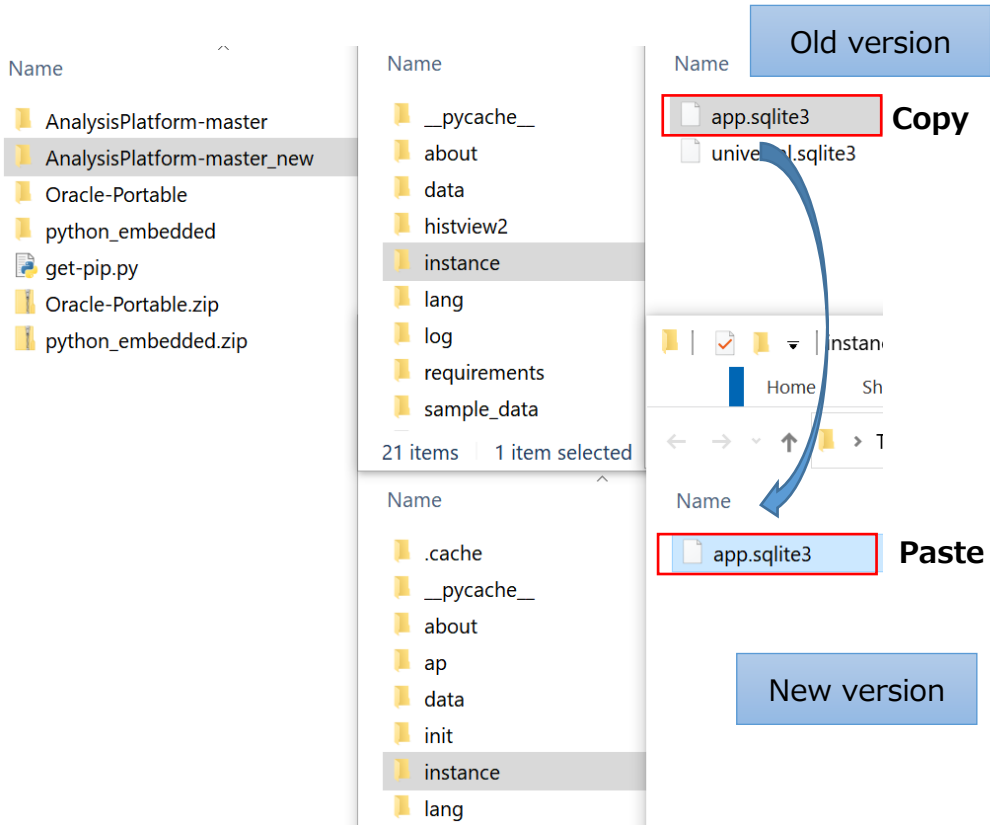 Name
AnalysisPlatform-master
AnalysisPlatform-master_new
Oracle-Portable
python_embedded
get-pip.py
Oracle-Portable.zip
python_embedded.zip
Name
__pycache__
about
data
histview2
instance
lang
log
requirements
sample_data
21 items
1 item selected
Name
.cache
__pycache__
about
ap
data
init
instance
lang
Old version
Name
app.sqlite3
Copy
sqlite3
Home
Name
app.sqlite3
Paste
New version